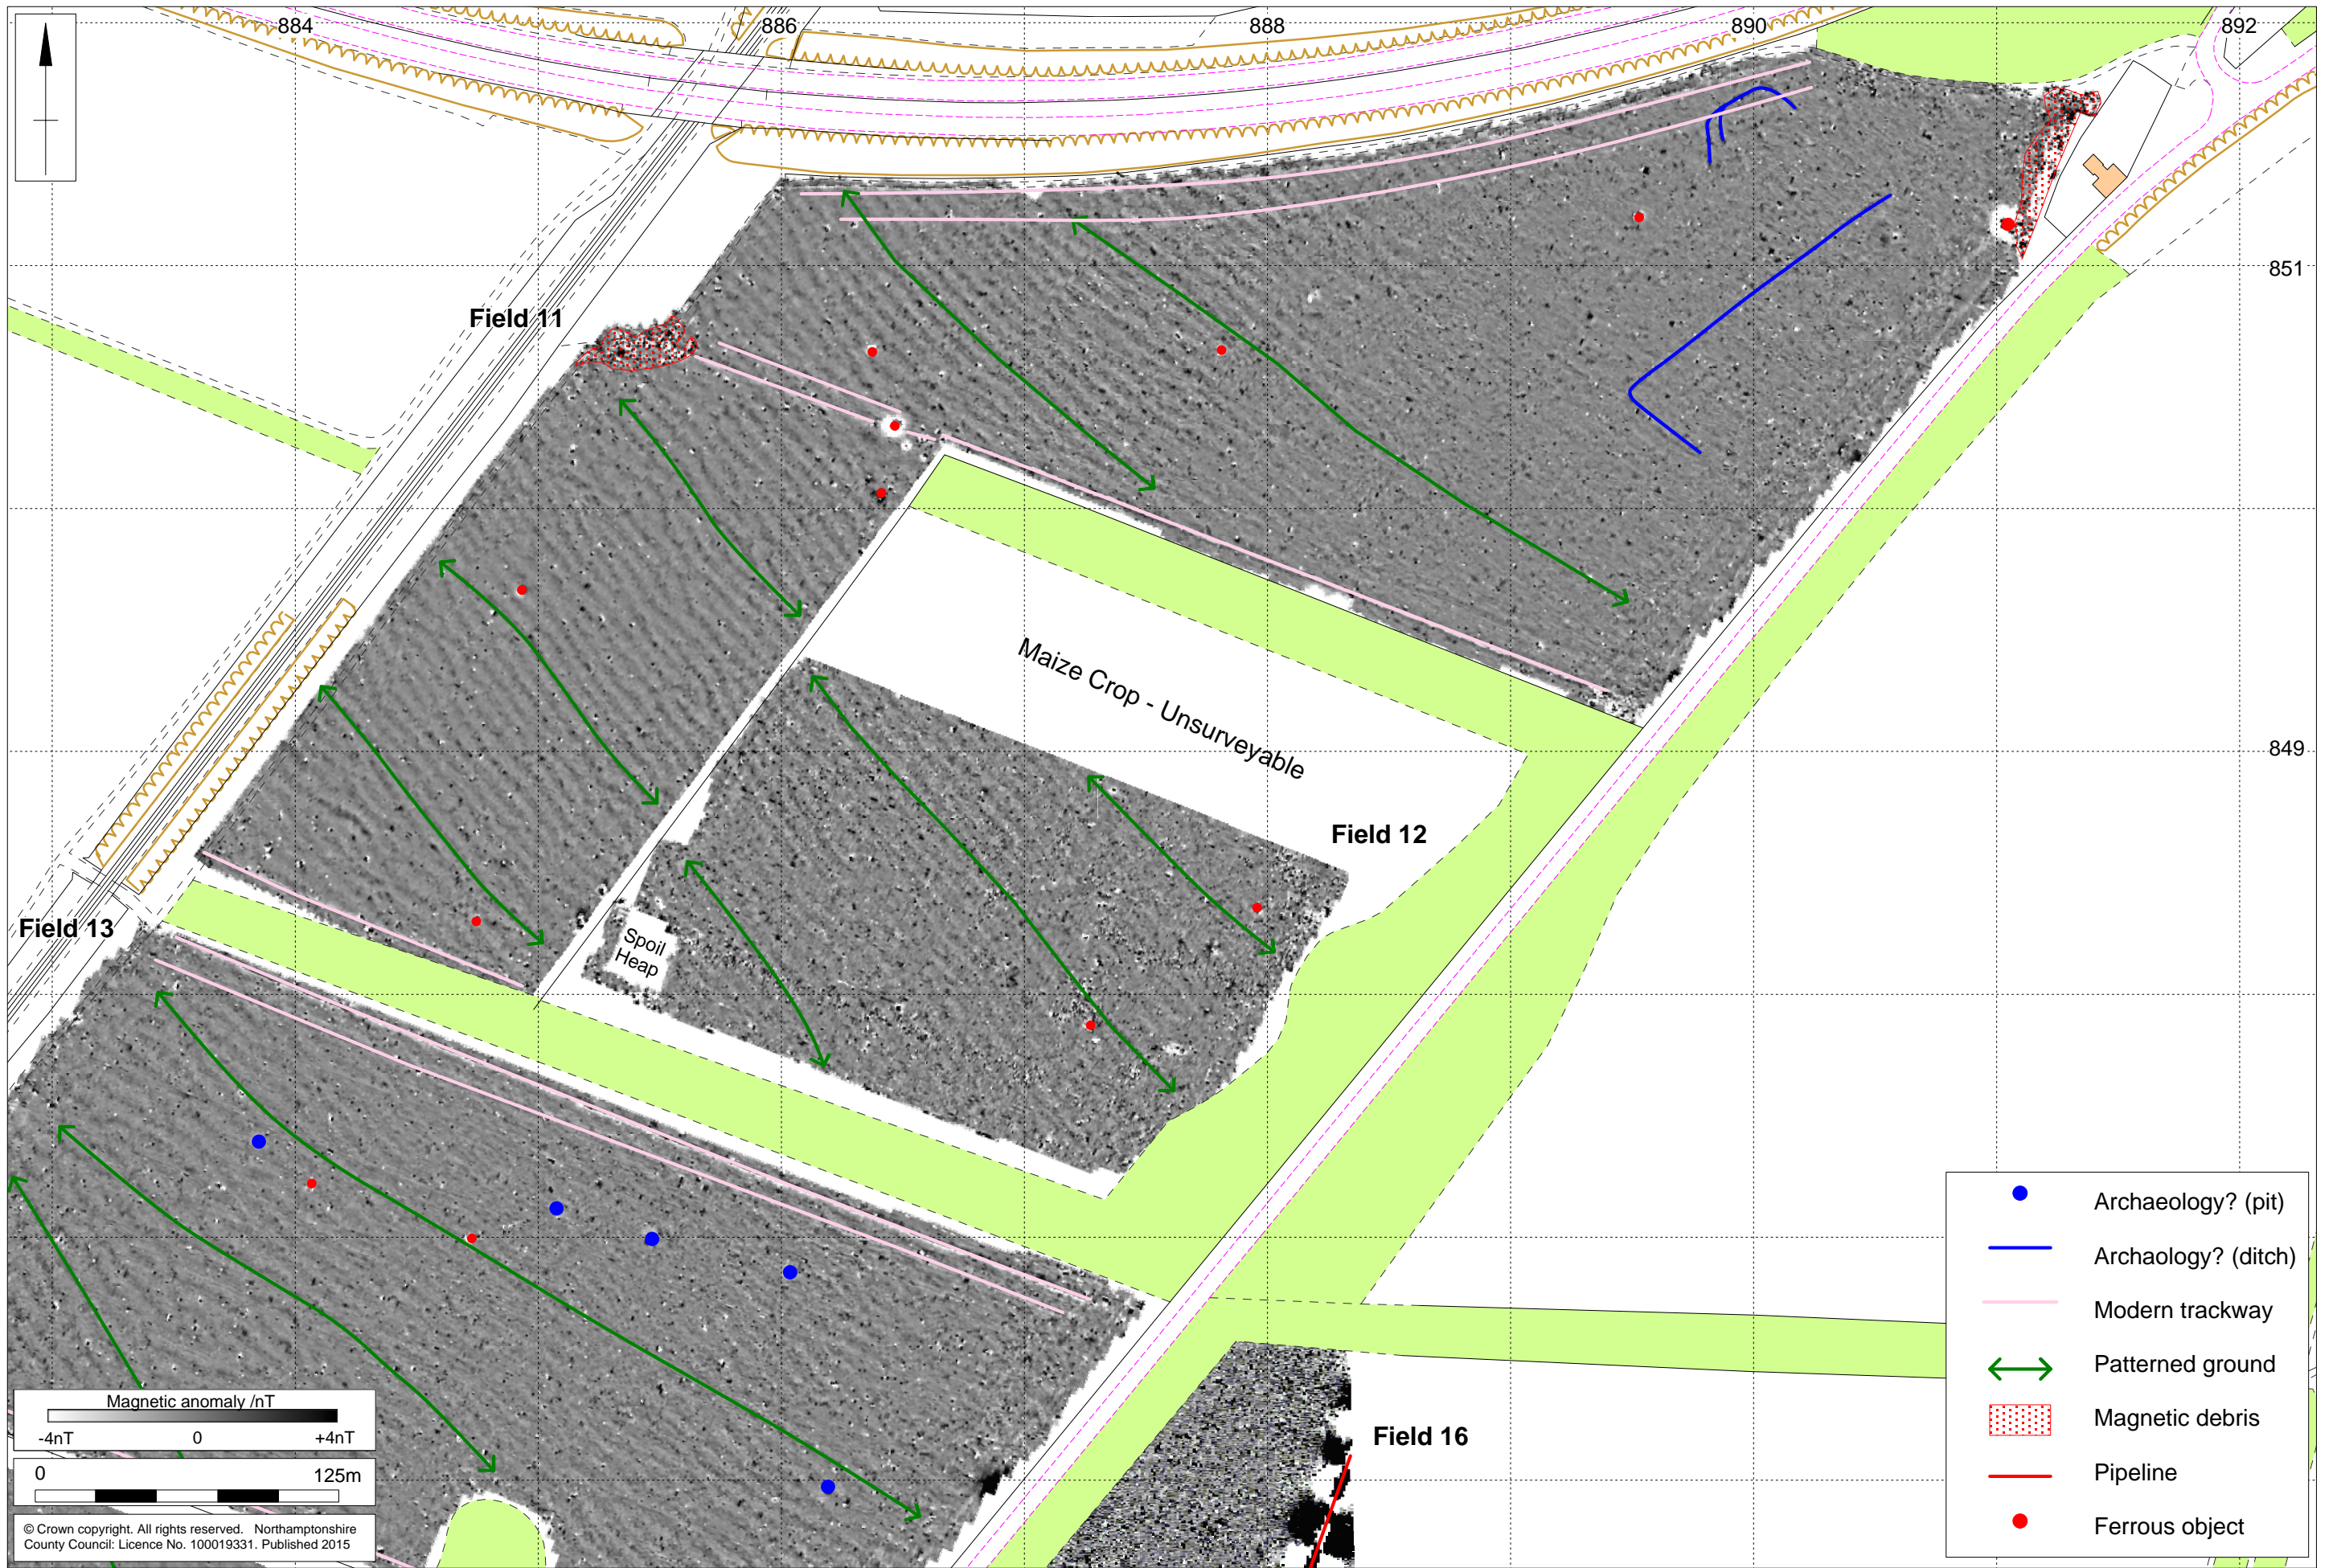 884
886
888
890
892
851
Field 11
Maize Crop - Unsurveyable
849
Field 12
Field 13
Spoil
Heap
Field 16
Archaeology? (pit)
Archaology? (ditch)
Modern trackway
Patterned ground
Magnetic debris
Pipeline
Ferrous object
Magnetic anomaly /nT
-4nT 0 +4nT
0 125m
© Crown copyright. All rights reserved. Northamptonshire
County Council: Licence No. 100019331. Published 2015